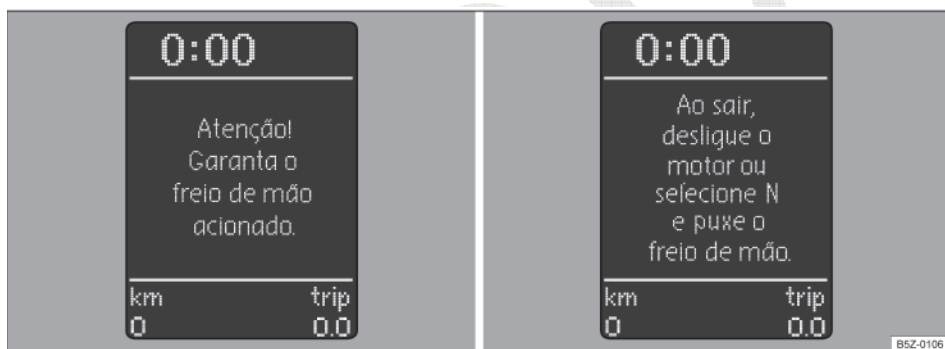 0:00
Atenção!
Garanta o
freio de mão
acionado.
km trip
0 0.0
0:00
Ao sair,
desligue o
motor ou
selecione N
e puxe o
freio de mão.
km trip
0 0.0
B5Z-0106